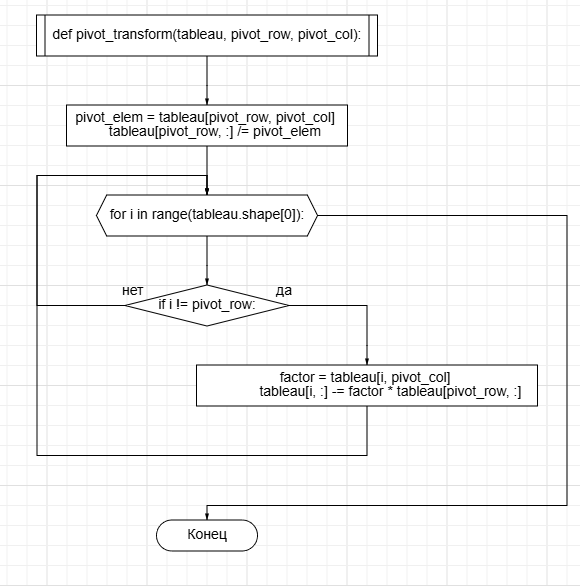 def pivot_transform(tableau, pivot_row, pivot_col):
pivot_elem = tableau[pivot_row, pivot_col]
tableau[pivot_row, :] /= pivot_elem
for i in range(tableau.shape[0]):
нет
да
if i != pivot_row:
factor = tableau[i, pivot_col]
tableau[i, :] -= factor * tableau[pivot_row, :]
Конец